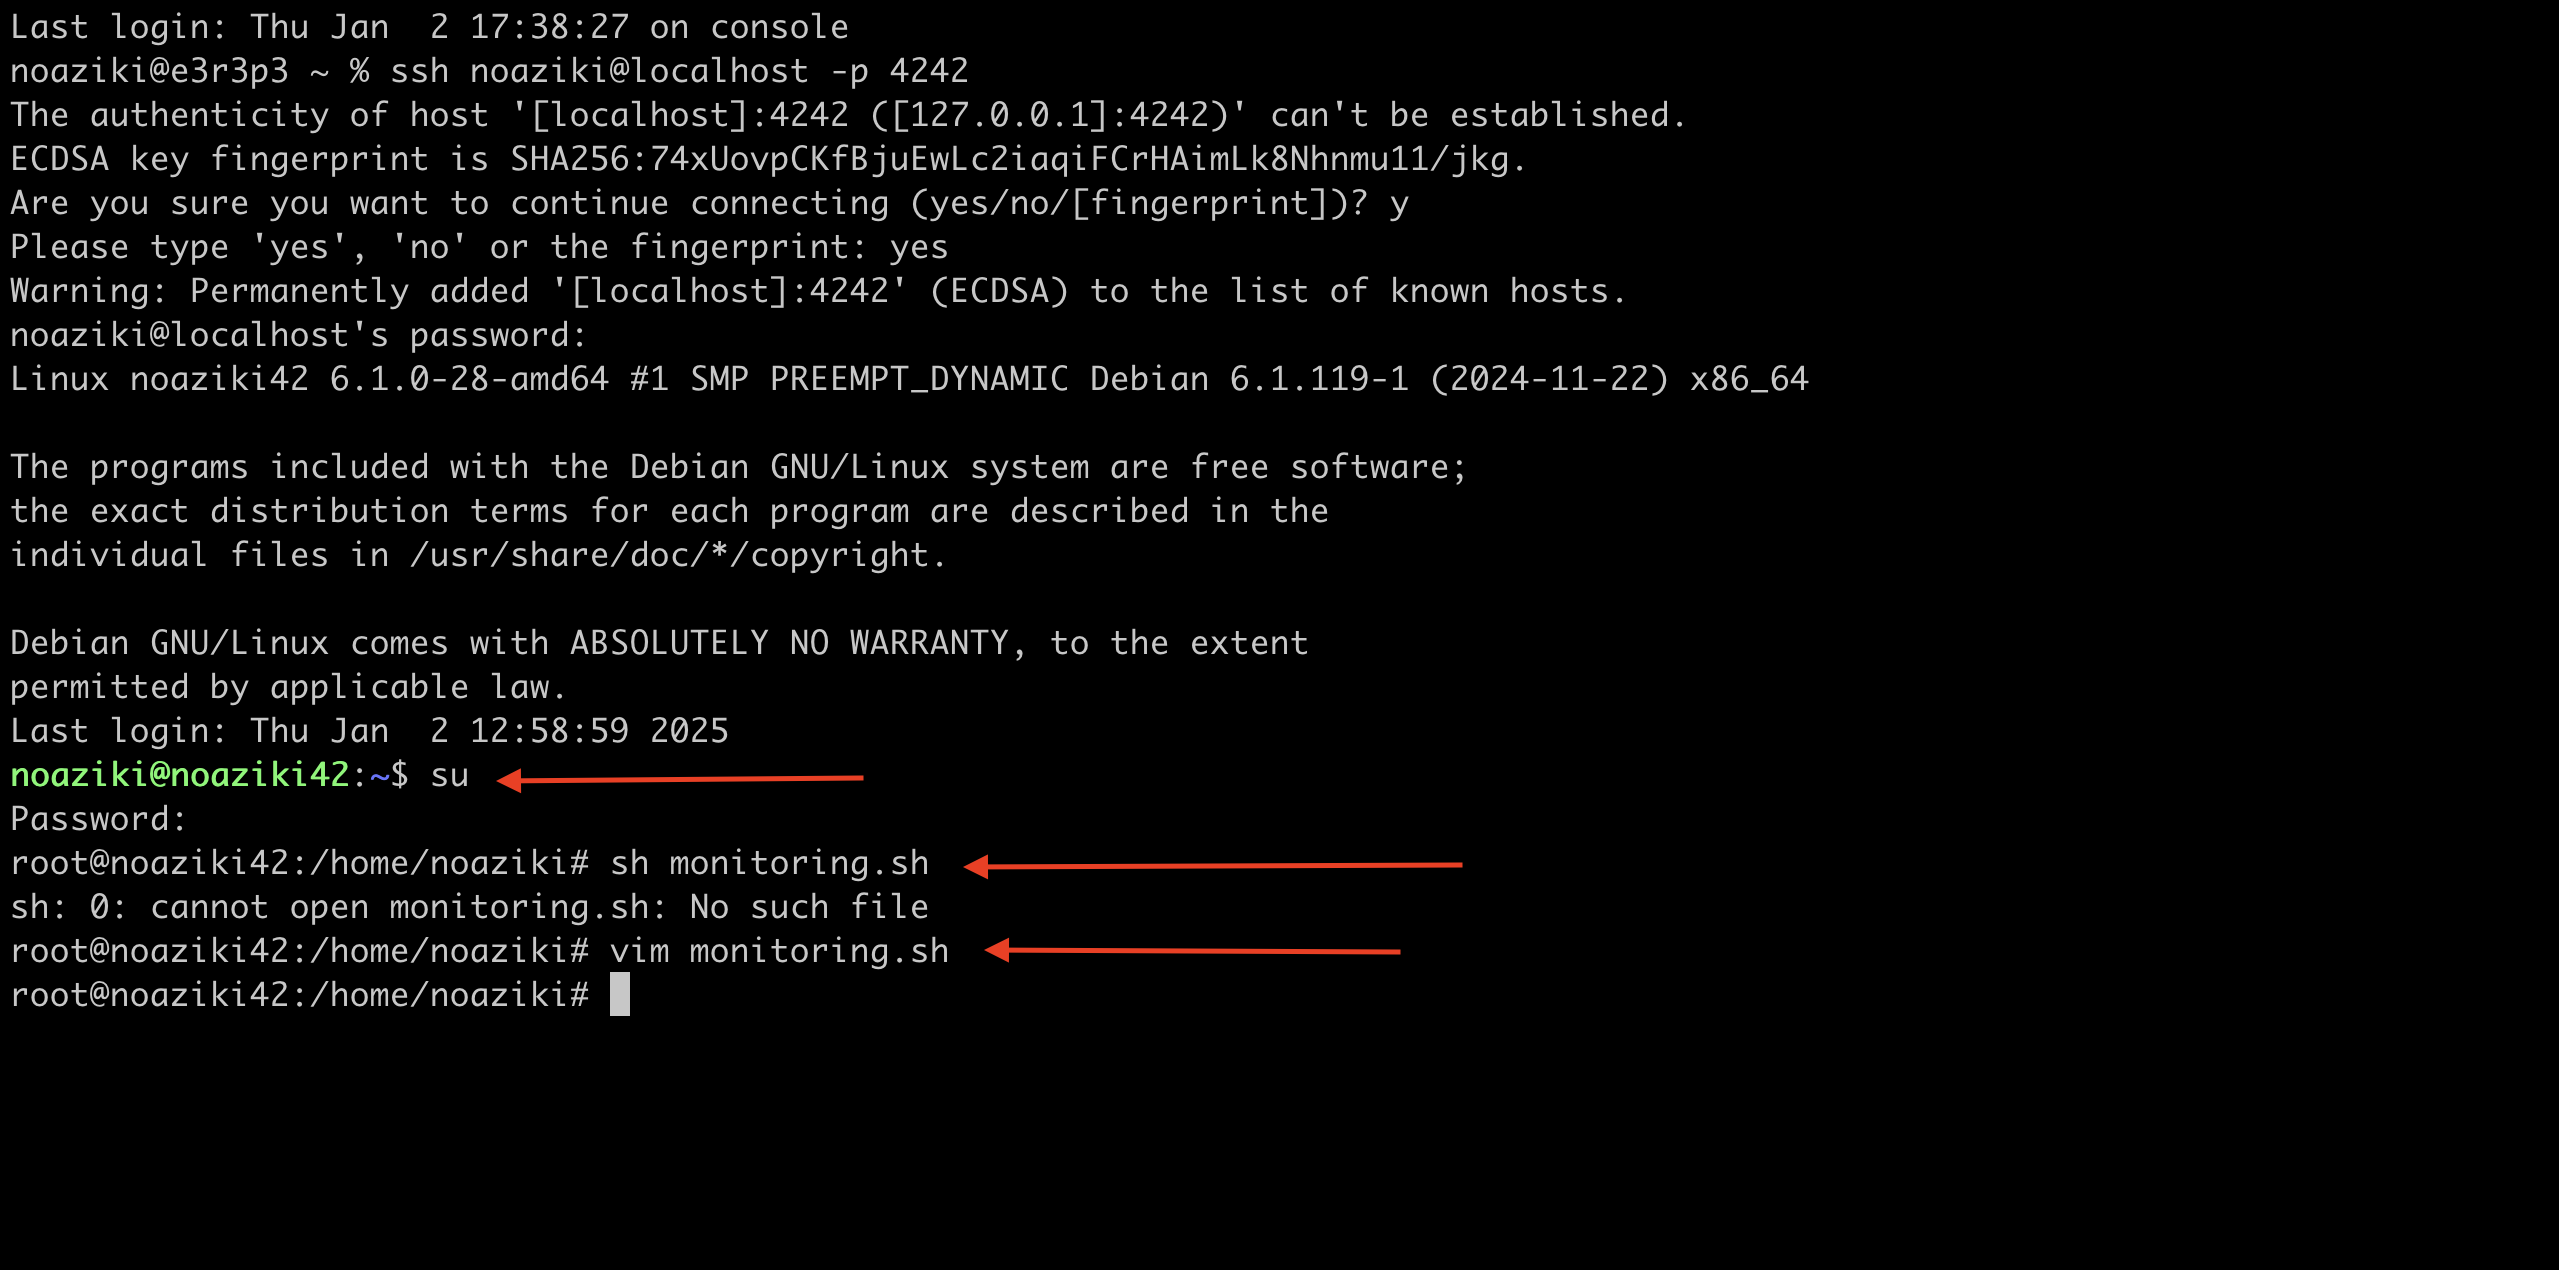 Last login: Thu Jan  2 17:38:27 on console
noaziki@e3r3p3 ~ % ssh noaziki@localhost -p 4242
The authenticity of host '[localhost]:4242 ([127.0.0.1]:4242)' can't be established.
ECDSA key fingerprint is SHA256:74xUovpCKfBjuEwLc2iaqiFCrHAimLk8Nhnmu11/jkg.
Are you sure you want to continue connecting (yes/no/[fingerprint])? y
Please type 'yes', 'no' or the fingerprint: yes
Warning: Permanently added '[localhost]:4242' (ECDSA) to the list of known hosts.
noaziki@localhost's password:
Linux noaziki42 6.1.0-28-amd64 #1 SMP PREEMPT_DYNAMIC Debian 6.1.119-1 (2024-11-22) x86_64
The programs included with the Debian GNU/Linux system are free software;
the exact distribution terms for each program are described in the
individual files in /usr/share/doc/*/copyright.
Debian GNU/Linux comes with ABSOLUTELY NO WARRANTY, to the extent
permitted by applicable law.
Last login: Thu Jan  2 12:58:59 2025
noaziki@noaziki42:~$ su
Password:
root@noaziki42:/home/noaziki# sh monitoring.sh
sh: 0: cannot open monitoring.sh: No such file
root@noaziki42:/home/noaziki# vim monitoring.sh
root@noaziki42:/home/noaziki#